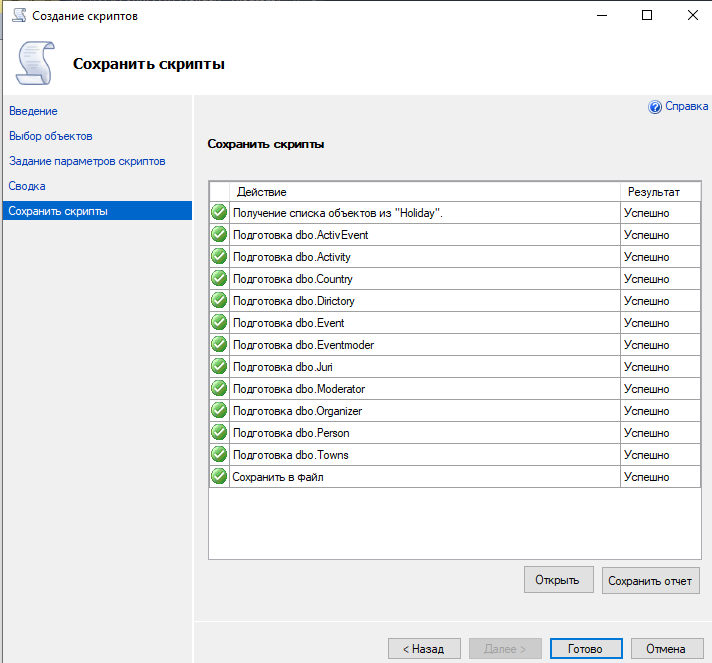 Создание скриптов
Сохранить скрипты
Введение
Выбор объектов
Задание параметров скриптов
Сводка
Сохранить скрипты
Справка
Сохранить скрипты
Действие Результат
Получение списка объектов из "Holiday". Успешно
Подготовка dbo.ActivEvent Успешно
Подготовка dbo.Activity Успешно
Подготовка dbo.Country Успешно
Подготовка dbo.Dirictory Успешно
Подготовка dbo.Event Успешно
Подготовка dbo.Eventmoder Успешно
Подготовка dbo.Juri Успешно
Подготовка dbo.Moderator Успешно
Подготовка dbo.Organizer Успешно
Подготовка dbo.Person Успешно
Подготовка dbo.Towns Успешно
Сохранить в файл Успешно
Открыть Сохранить отчет
< Назад Далее > Готово Отмена